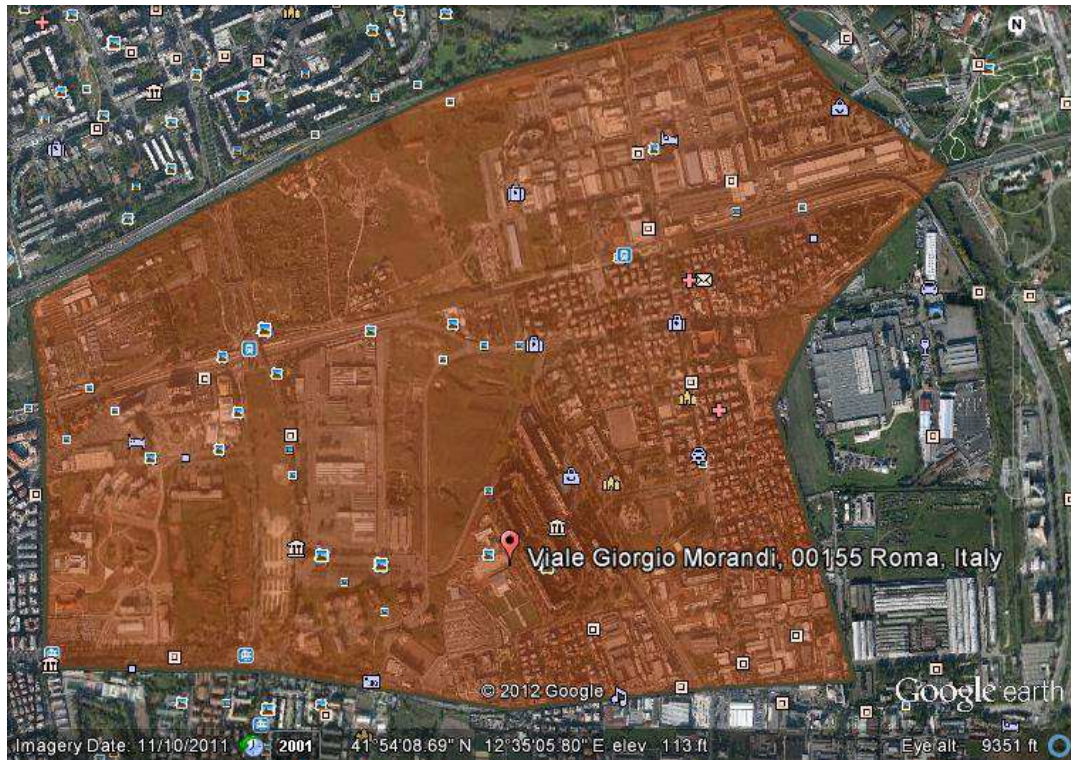 N
Viale Giorgio Morandi, 00155 Roma, Italy
© 2012 Google
Google earth
Imagery Date: 11/10/2011 2001 41°54'08.69" N 12°35'05.80" E elev 113 ft Eye alt 9351 ft